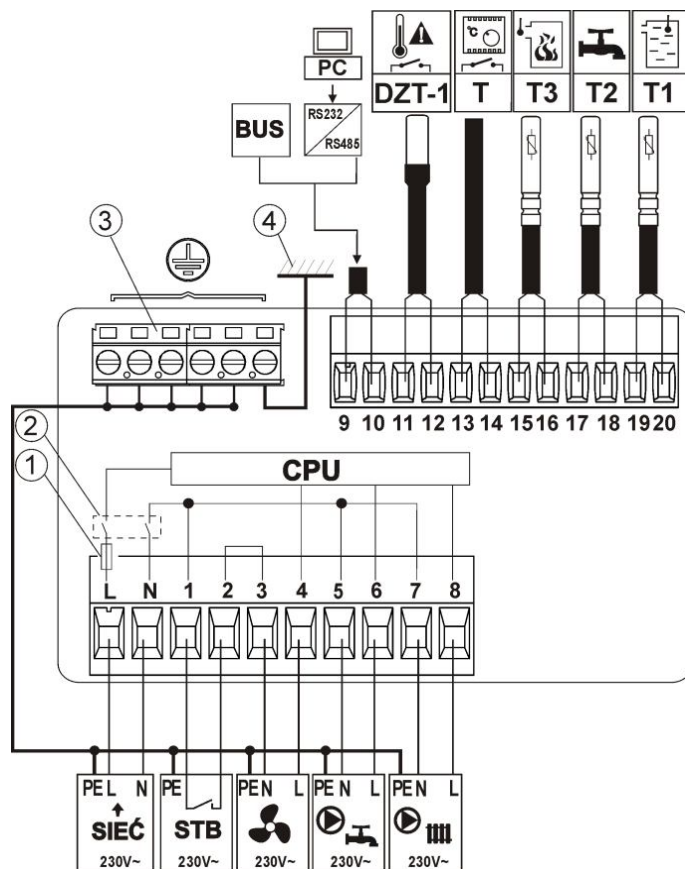 PC
RS232
RS485
BUS
°C
DZT-1 T T3 T2 T1
3
4
9 10 11 12 13 14 15 16 17 18 19 20
2
1
CPU
L N 1 2 3 4 5 6 7 8
PE L N
SIEĆ
230V~
PE
STB
230V~
PE N L
230V~
PE N L
230V~
PE N L
230V~